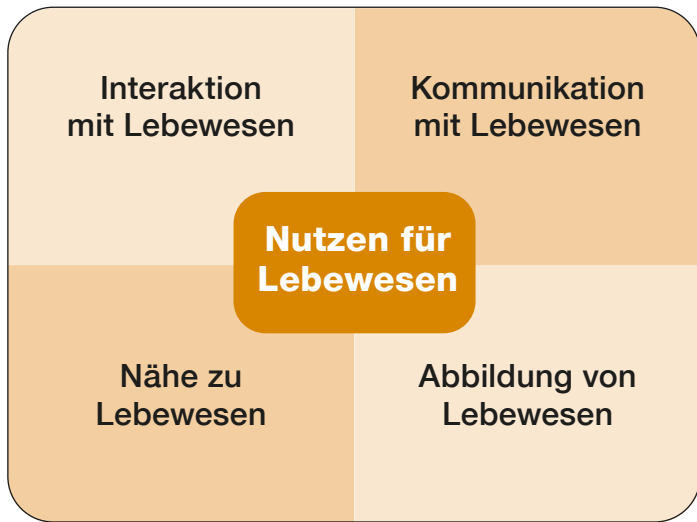 Interaktion
mit Lebewesen
Kommunikation
mit Lebewesen
Nutzen für
Lebewesen
Nähe zu
Lebewesen
Abbildung von
Lebewesen